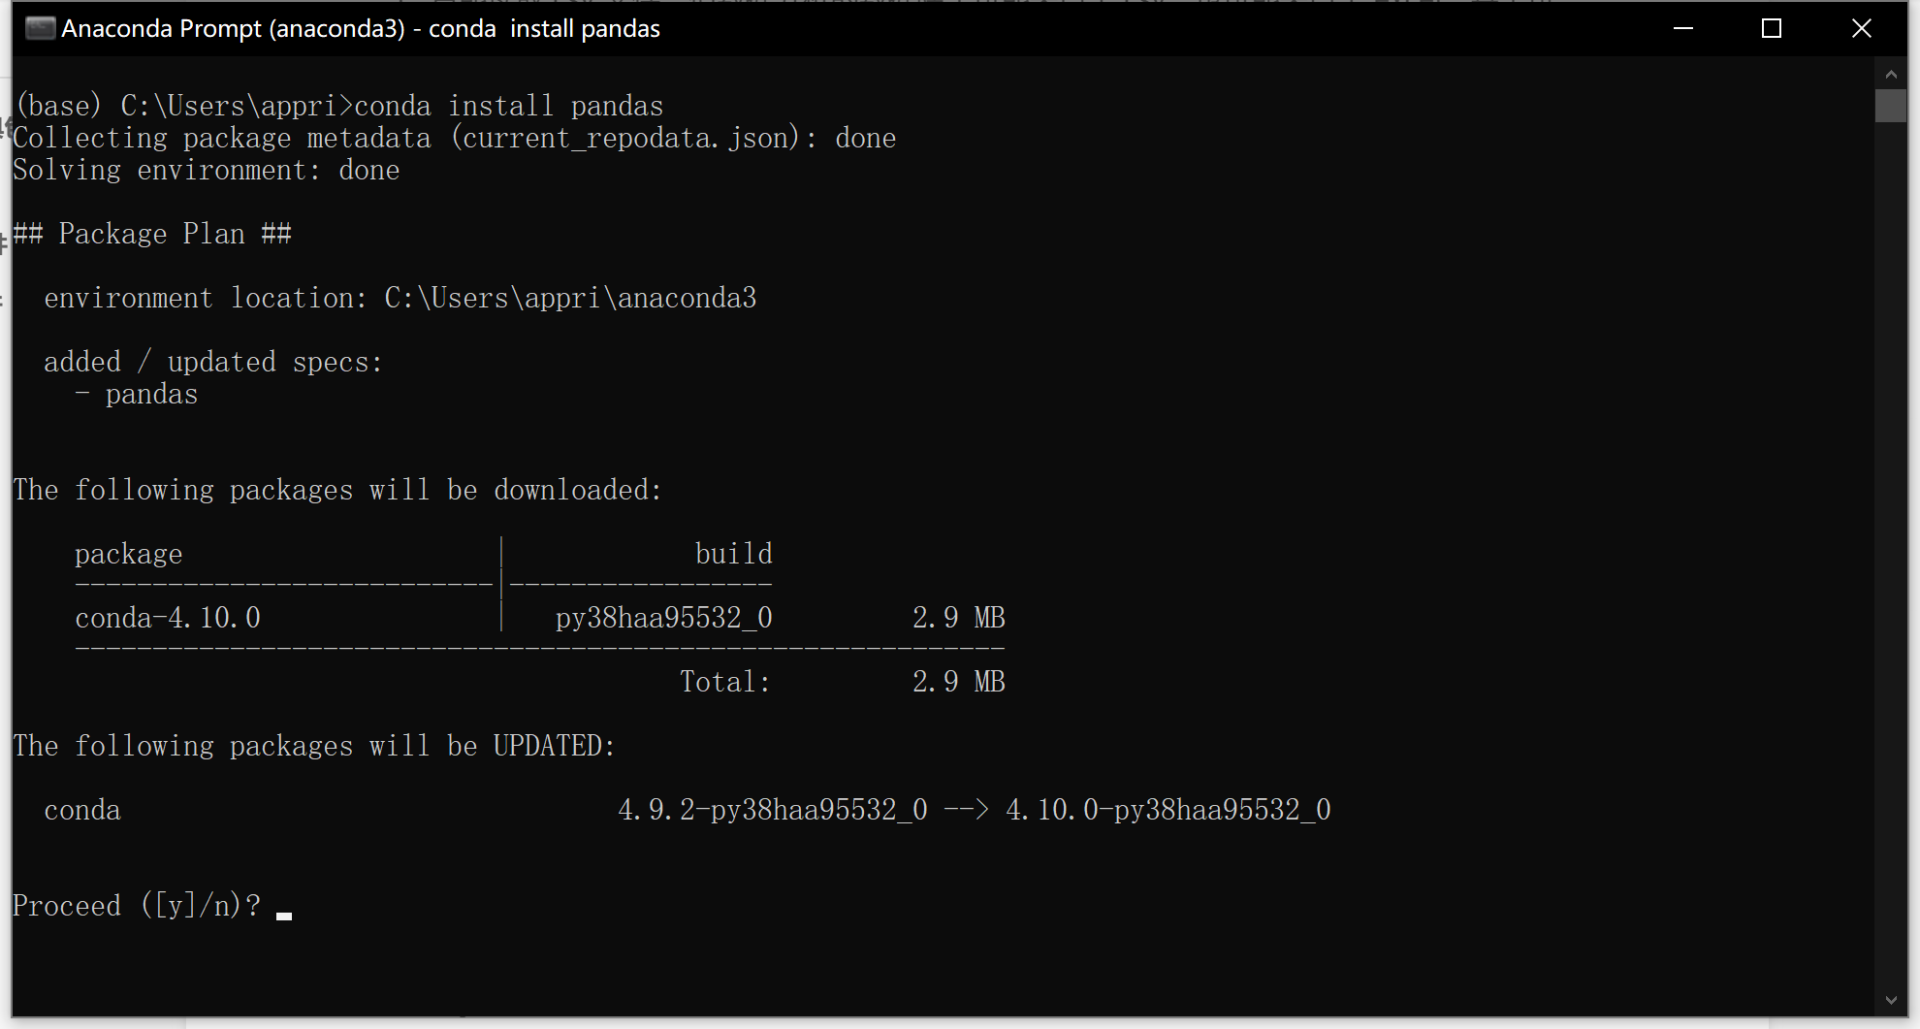 Anaconda Prompt (anaconda3) - conda  install pandas
(base) C:\Users\appri>conda install pandas
Collecting package metadata (current_repodata.json): done
Solving environment: done
## Package Plan ##
environment location: C:\Users\appri\anaconda3
added / updated specs:
- pandas
The following packages will be downloaded:
package | build
---------------------------|-----------------
conda-4.10.0 | py38haa95532_0 2.9 MB
------------------------------------------------------------
Total: 2.9 MB
The following packages will be UPDATED:
conda 4.9.2-py38haa95532_0 --> 4.10.0-py38haa95532_0
Proceed ([y]/n)?